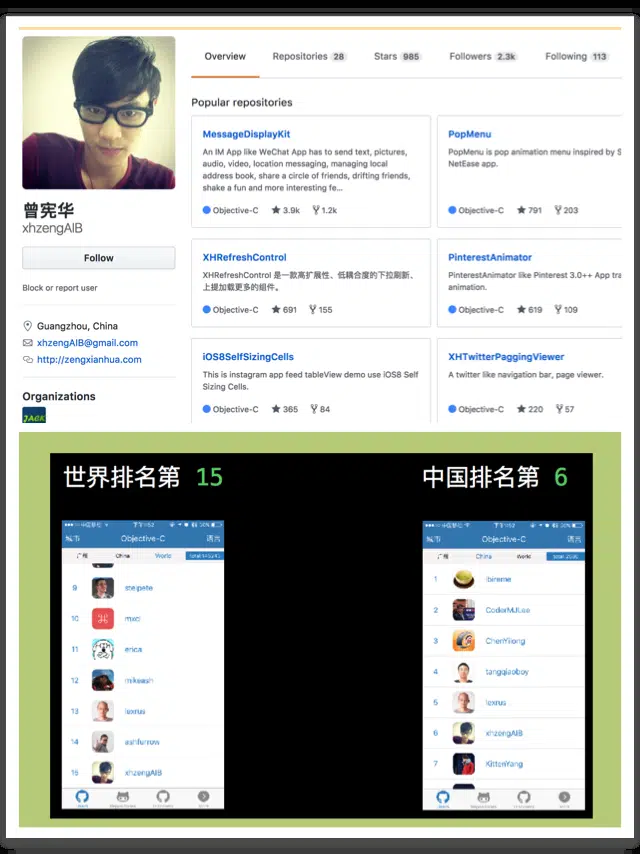 Overview Repositories 28 Stars 985 Followers 2.3k Following 113
Popular repositories
MessageDisplayKit
An IM App like WeChat App has to send text, pictures,
audio, video, location messaging, managing local
address book, share a circle of friends, drifting friends,
shake a fun and more interesting fe...
Objective-C 3.9k 1.2k
PopMenu
PopMenu is pop animation menu inspired by S
NetEase app.
Objective-C 791 203
XHRefreshControl
XHRefreshControl 是一款高扩展性、低耦合度的下拉刷新、
上提加载更多的组件。
Objective-C 691 155
PinterestAnimator
PinterestAnimator like Pinterest 3.0++ App tra
animation.
Objective-C 619 109
iOS8SelfSizingCells
This is instagram app feed tableView demo use iOS8 Self
Sizing Cells.
Objective-C 365 84
XHTwitterPaggingViewer
A twitter like navigation bar, page viewer.
Objective-C 220 57
曾宪华
xhzengAIB
Follow
Block or report user
Guangzhou, China
xhzengAIB@gmail.com
http://zengxianhua.com
Organizations
JACK
世界排名第 15
城市 Objective-C 语言
广州 China World
9 steipete
10 mxcl
11 erica
12 mikeash
13 lexrus
14 ashfurrow
15 xhzengAIB
中国排名第 6
城市 Objective-C 语言
广州 China World
1 ibireme
2 CoderMJLee
3 ChenYilong
4 tangqiaoboy
5 lexrus
6 xhzengAIB
7 KittenYang